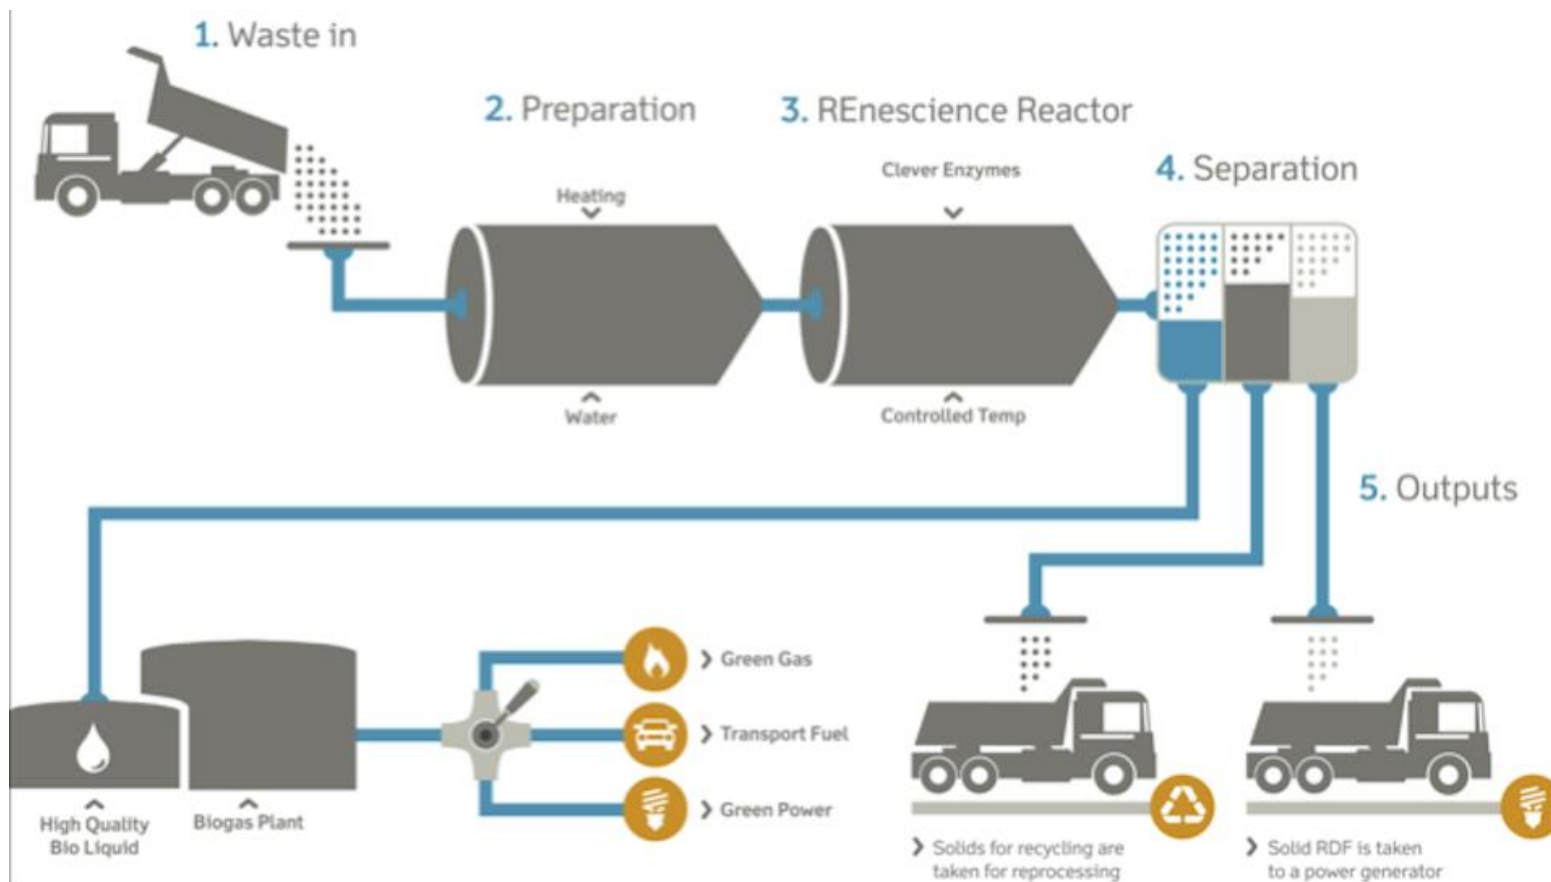 1. Waste in
2. Preparation
3. REnescience Reactor
4. Separation
Heating
Clever Enzymes
Water
Controlled Temp
5. Outputs
Green Gas
Transport Fuel
Green Power
High Quality
Bio Liquid
Biogas Plant
Solids for recycling are
taken for reprocessing
Solid RDF is taken
to a power generator